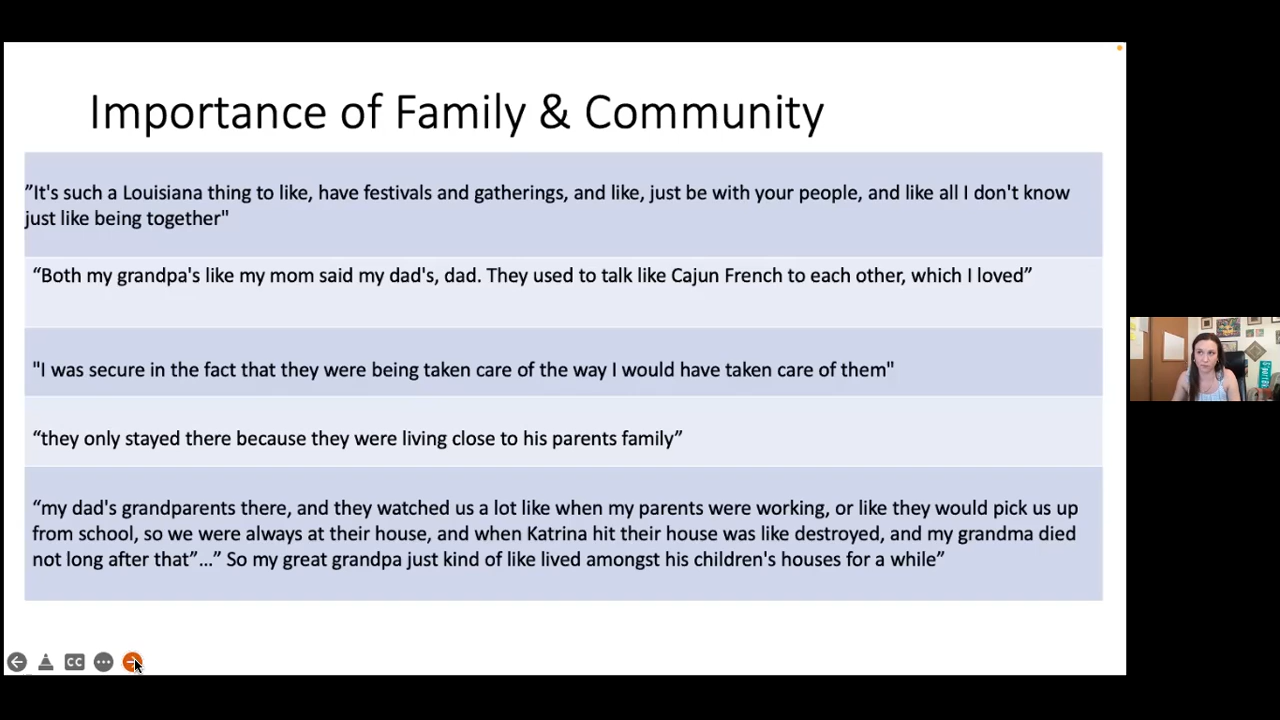 Importance of Family & Community
”It's such a Louisiana thing to like, have festivals and gatherings, and like, just be with your people, and like all I don't know
just like being together"
“Both my grandpa's like my mom said my dad's, dad. They used to talk like Cajun French to each other, which I loved”
"I was secure in the fact that they were being taken care of the way I would have taken care of them"
“they only stayed there because they were living close to his parents family”
“my dad's grandparents there, and they watched us a lot like when my parents were working, or like they would pick us up
from school, so we were always at their house, and when Katrina hit their house was like destroyed, and my grandma died
not long after that”...” So my great grandpa just kind of like lived amongst his children's houses for a while”
CC